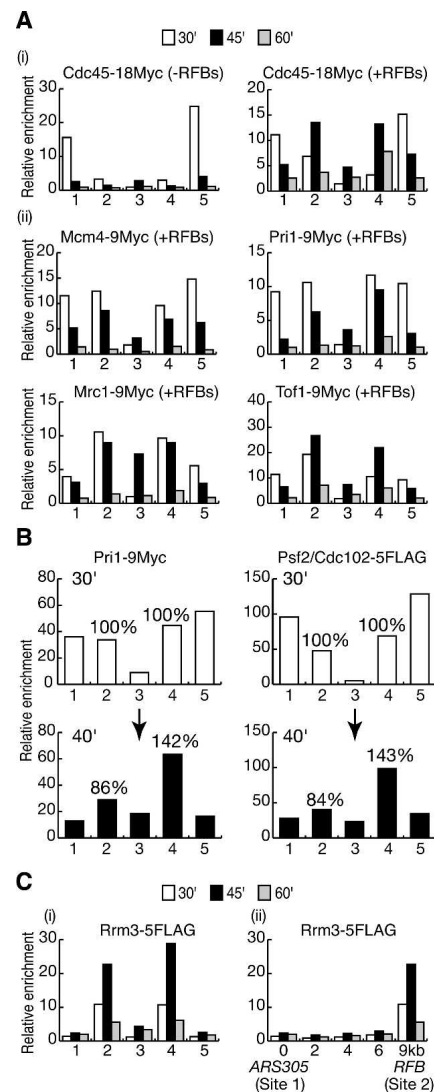 A
30' 45' 60'
(i)
Cdc45-18Myc (-RFBs)
Relative enrichment
30
20
10
0
1 2 3 4 5
Cdc45-18Myc (+RFBs)
20
15
10
5
0
1 2 3 4 5
(ii)
Mcm4-9Myc (+RFBs)
Relative enrichment
20
15
10
5
0
1 2 3 4 5
Pri1-9Myc (+RFBs)
15
10
5
0
1 2 3 4 5
Mrc1-9Myc (+RFBs)
Relative enrichment
15
10
5
0
1 2 3 4 5
Tof1-9Myc (+RFBs)
40
30
20
10
0
1 2 3 4 5
B
Pri1-9Myc
Relative enrichment
30'
80
60
40
20
0
100%
100%
1 2 3 4 5
40'
80
60
40
20
0
86%
142%
1 2 3 4 5
Psf2/Cdc102-5FLAG
30'
150
100
50
0
100%
100%
1 2 3 4 5
40'
150
100
50
0
84%
143%
1 2 3 4 5
C
30' 45' 60'
(i)
Rrm3-5FLAG
Relative enrichment
30
20
10
0
1 2 3 4 5
(ii)
Rrm3-5FLAG
30
20
10
0
0 2 4 6 9kb
ARS305 RFB
(Site 1) (Site 2)